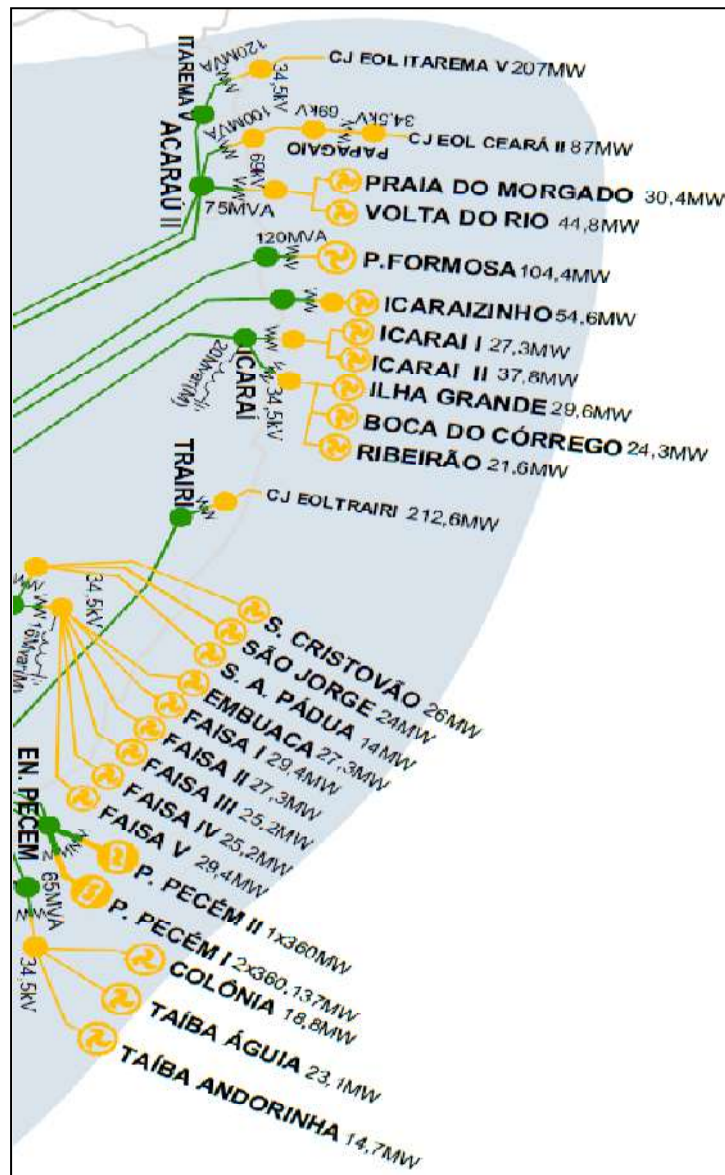 ITAREMA V
120MVA
34,5kV
CJ EOL ITAREMA V 207MW
ACARAÚ II
100MVA
69kV
69kV
PAPAGAIO
34,5kV
CJ EOL CEARÁ II 87MW
75MVA
PRAIA DO MORGADO 30,4MW
VOLTA DO RIO 44,8MW
120MVA
P.FORMOSA 104,4MW
ICARAIZINHO 54,6MW
ICARAI I 27,3MW
ICARAI II 37,8MW
20Mvar(M)
ICARAÍ
34,5kV
ILHA GRANDE 29,6MW
BOCA DO CÓRREGO 24,3MW
RIBEIRÃO 21,6MW
TRAIRI
CJ EOLTRAIRI 212,6MW
34,5kV
16Mvar(M)
S. CRISTOVÃO 26MW
SÃO JORGE 24MW
S. A. PÁDUA 14MW
EMBUACA 27,3MW
FAISA I 29,4MW
FAISA II 27,3MW
FAISA III 25,2MW
FAISA IV 25,2MW
FAISA V 29,4MW
EN. PECEM
P. PECÉM II 1x360MW
P. PECÉM I 2x360,137MW
65MVA
34,5kV
COLÔNIA 18,8MW
TAÍBA ÁGUIA 23,1MW
TAÍBA ANDORINHA 14,7MW